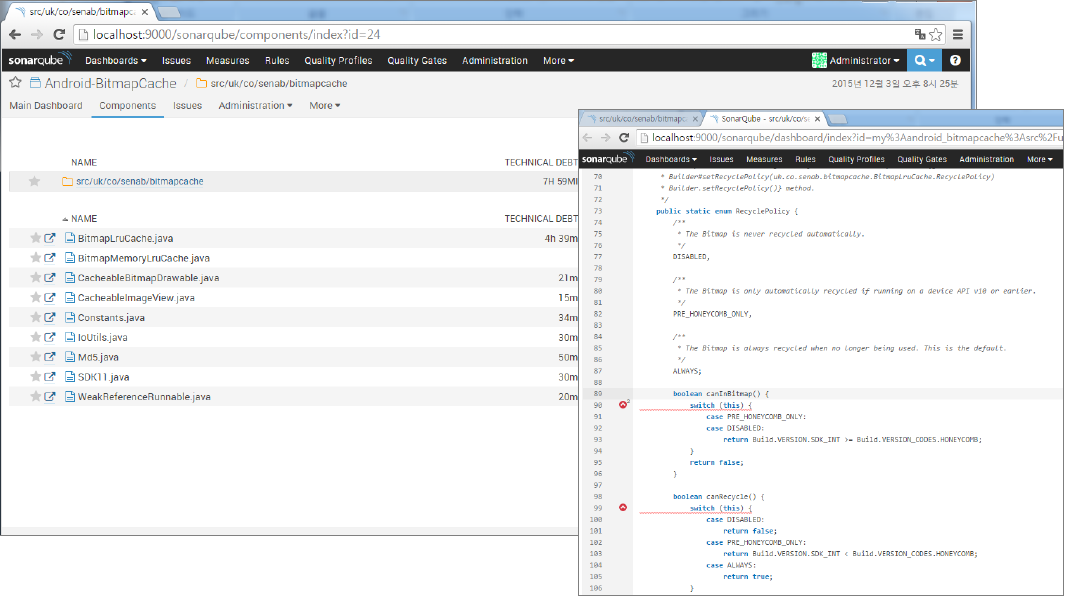 src/uk/co/senab/bitmapc
localhost:9000/sonarqube/components/index?id=24
sonarqube Dashboards Issues Measures Rules Quality Profiles Quality Gates Administration More Administrator
Android-BitmapCache / src/uk/co/senab/bitmapcache
2015년 12월 3일 오후 8시 25분
Main Dashboard Components Issues Administration More
NAME TECHNICAL DEBT
src/uk/co/senab/bitmapcache 7H 59MI
NAME TECHNICAL DEBT
BitmapLruCache.java 4h 39m
BitmapMemoryLruCache.java
CacheableBitmapDrawable.java 21m
CacheableImageView.java 15m
Constants.java 34m
IoUtils.java 30m
Md5.java 50m
SDK11.java 30m
WeakReferenceRunnable.java 20m
src/uk/co/senab/bitmapc SonarQube - src/uk/co/se
localhost:9000/sonarqube/dashboard/index?id=my%3Aandroid_bitmapcache%3Asrc%2Fu
sonarqube Dashboards Issues Measures Rules Quality Profiles Quality Gates Administration More
70 * Builder#setRecyclePolicy(uk.co.senab.bitmapcache.BitmapLruCache.RecyclePolicy)
71 * Builder.setRecyclePolicy()} method.
72 */
73 public static enum RecyclePolicy {
74 /**
75 * The Bitmap is never recycled automatically.
76 */
77 DISABLED,
78
79 /**
80 * The Bitmap is only automatically recycled if running on a device API v10 or earlier.
81 */
82 PRE_HONEYCOMB_ONLY,
83
84 /**
85 * The Bitmap is always recycled when no longer being used. This is the default.
86 */
87 ALWAYS;
88
89 boolean canInBitmap() {
90 2 switch (this) {
91 case PRE_HONEYCOMB_ONLY:
92 case DISABLED:
93 return Build.VERSION.SDK_INT >= Build.VERSION_CODES.HONEYCOMB;
94 }
95 return false;
96 }
97
98 boolean canRecycle() {
99 switch (this) {
100 case DISABLED:
101 return false;
102 case PRE_HONEYCOMB_ONLY:
103 return Build.VERSION.SDK_INT < Build.VERSION_CODES.HONEYCOMB;
104 case ALWAYS:
105 return true;
106 }